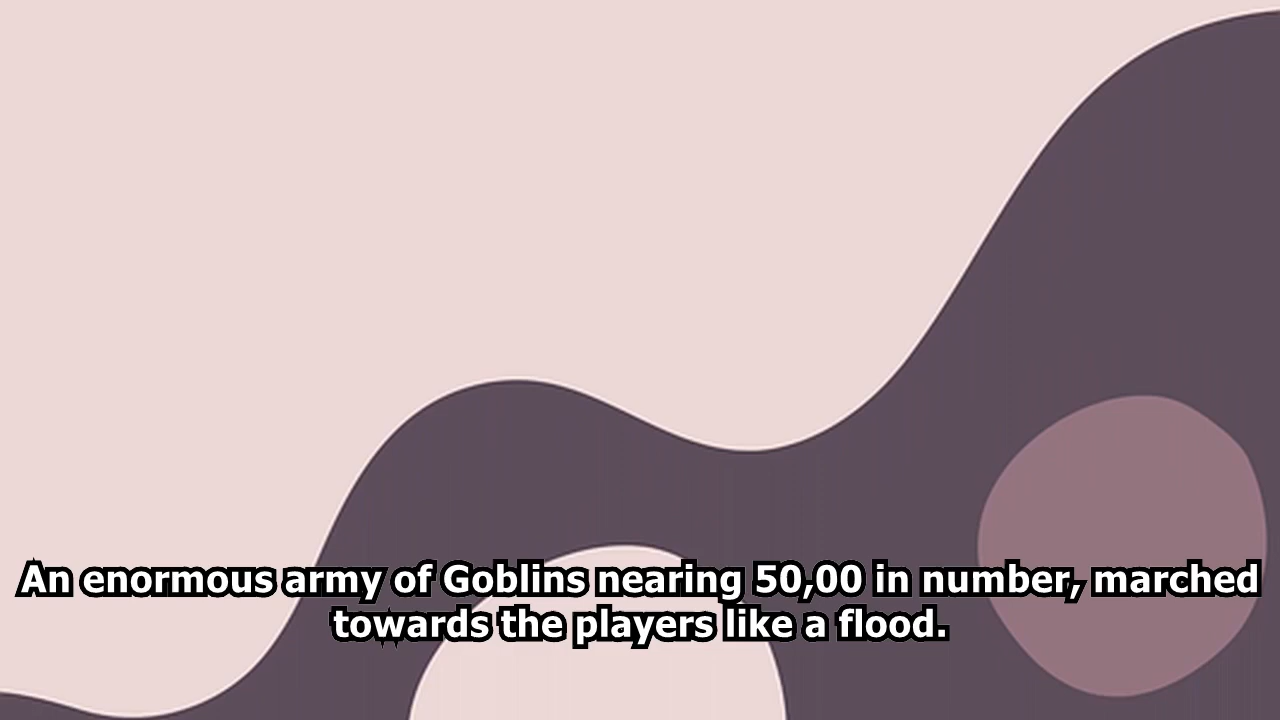 An enormous army of Goblins nearing 50,00 in number, marched
towards the players like a flood.